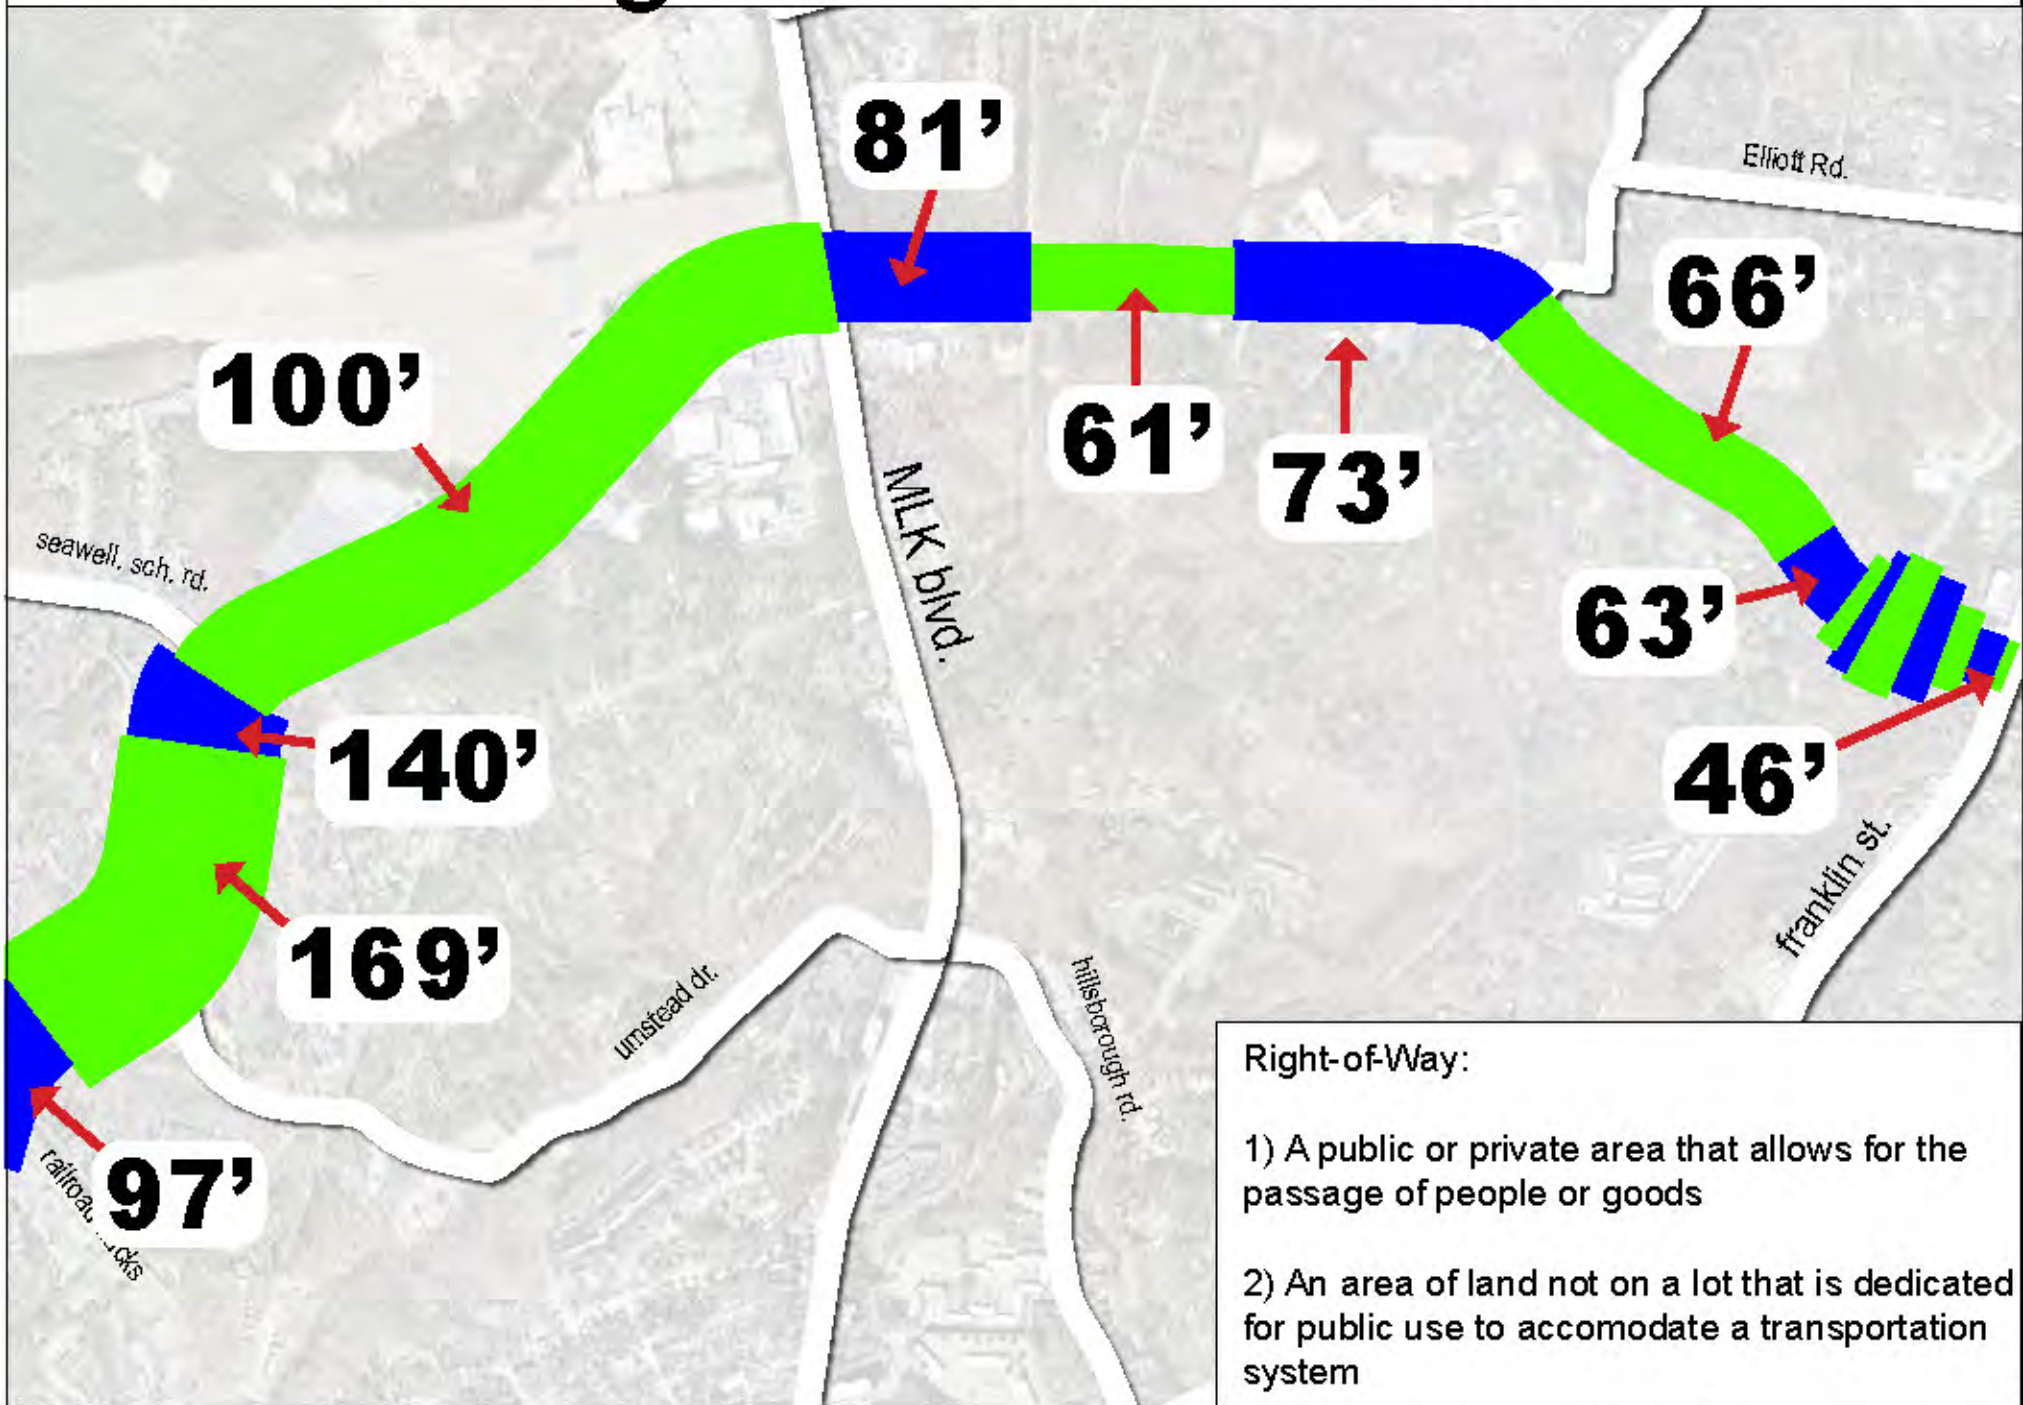 81'
Elliott Rd.
66'
100'
61'
73'
MLK blvd.
seawell. sch. rd.
63'
140'
46'
franklin st.
169'
umstead dr.
hillsborough rd.
97'
Right-of-Way:
1) A public or private area that allows for the
passage of people or goods
2) An area of land not on a lot that is dedicated
for public use to accomodate a transportation
system